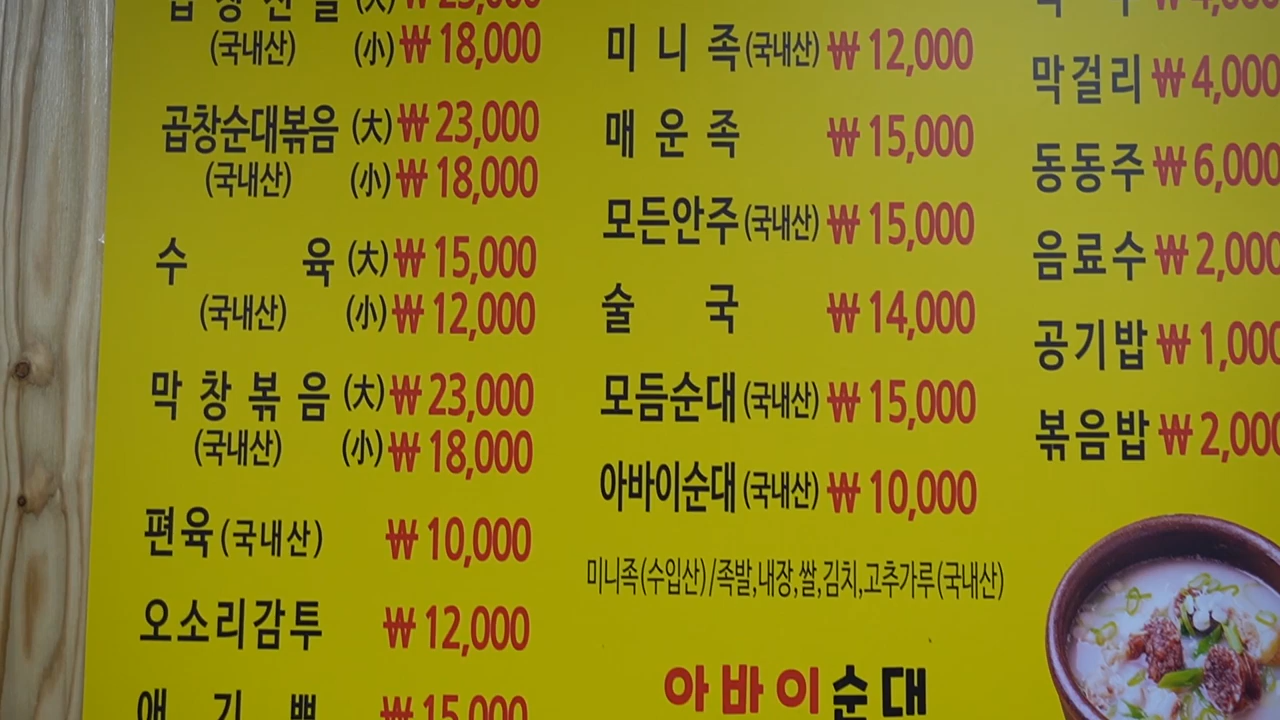 (국내산) (小) ₩18,000
곱창순대볶음 (大) ₩23,000
(국내산) (小) ₩18,000
수 육 (大) ₩15,000
(국내산) (小) ₩12,000
막창볶음 (大) ₩23,000
(국내산) (小) ₩18,000
편육(국내산) ₩10,000
오소리감투 ₩12,000
애 기 ₩15,000
미 니 족(국내산) ₩12,000
매 운 족 ₩15,000
모든안주(국내산) ₩15,000
술 국 ₩14,000
모듬순대(국내산) ₩15,000
아바이순대(국내산) ₩10,000
미니족(수입산)/족발,내장,쌀,김치,고추가루(국내산)
아바이순대
막걸리 ₩4,000
동동주 ₩6,000
음료수 ₩2,000
공기밥 ₩1,000
볶음밥 ₩2,000